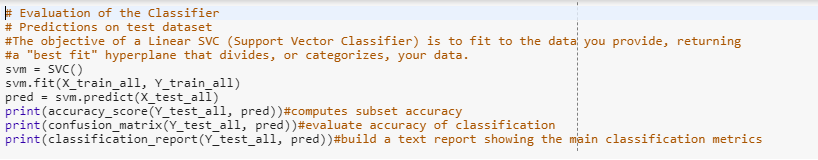 # Evaluation of the Classifier
# Predictions on test dataset
#The objective of a Linear SVC (Support Vector Classifier) is to fit to the data you provide, returning
#a "best fit" hyperplane that divides, or categorizes, your data.
svm = SVC()
svm.fit(X_train_all, Y_train_all)
pred = svm.predict(X_test_all)
print(accuracy_score(Y_test_all, pred))#computes subset accuracy
print(confusion_matrix(Y_test_all, pred))#evaluate accuracy of classification
print(classification_report(Y_test_all, pred))#build a text report showing the main classification metrics